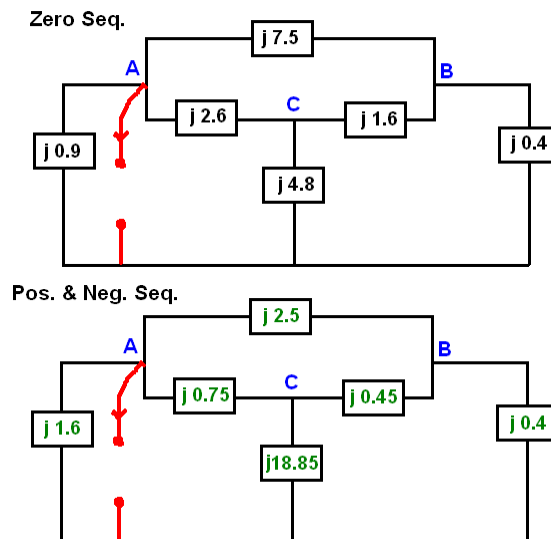 Zero Seq.
j 7.5
A
B
C
j 2.6
j 1.6
j 0.9
j 0.4
j 4.8
Pos. & Neg. Seq.
j 2.5
A
B
C
j 0.75
j 0.45
j 1.6
j 0.4
j18.85